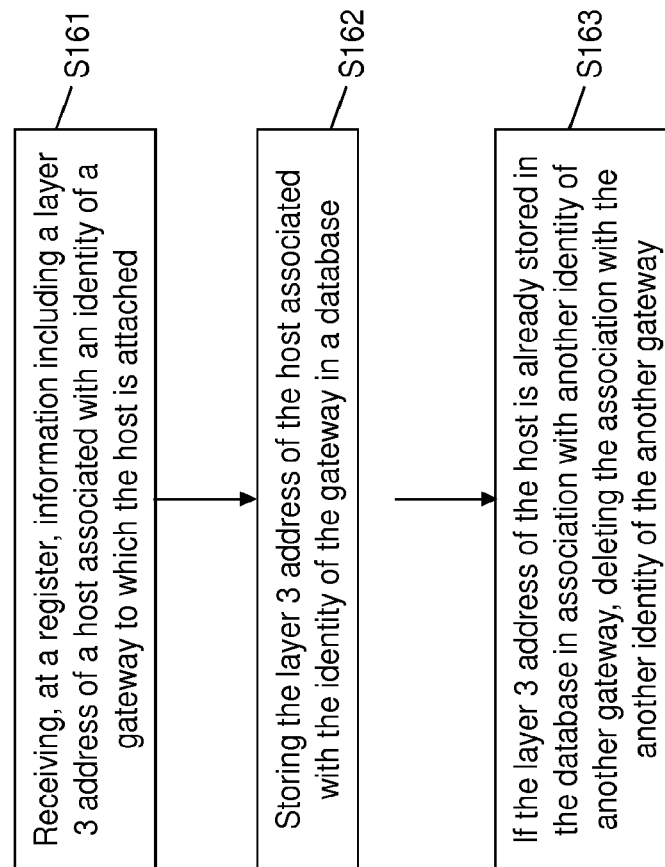 Receiving, at a register, information including a layer
3 address of a host associated with an identity of a
gateway to which the host is attached
S161
Storing the layer 3 address of the host associated
with the identity of the gateway in a database
S162
If the layer 3 address of the host is already stored in
the database in association with another identity of
another gateway, deleting the association with the
another identity of the another gateway
S163